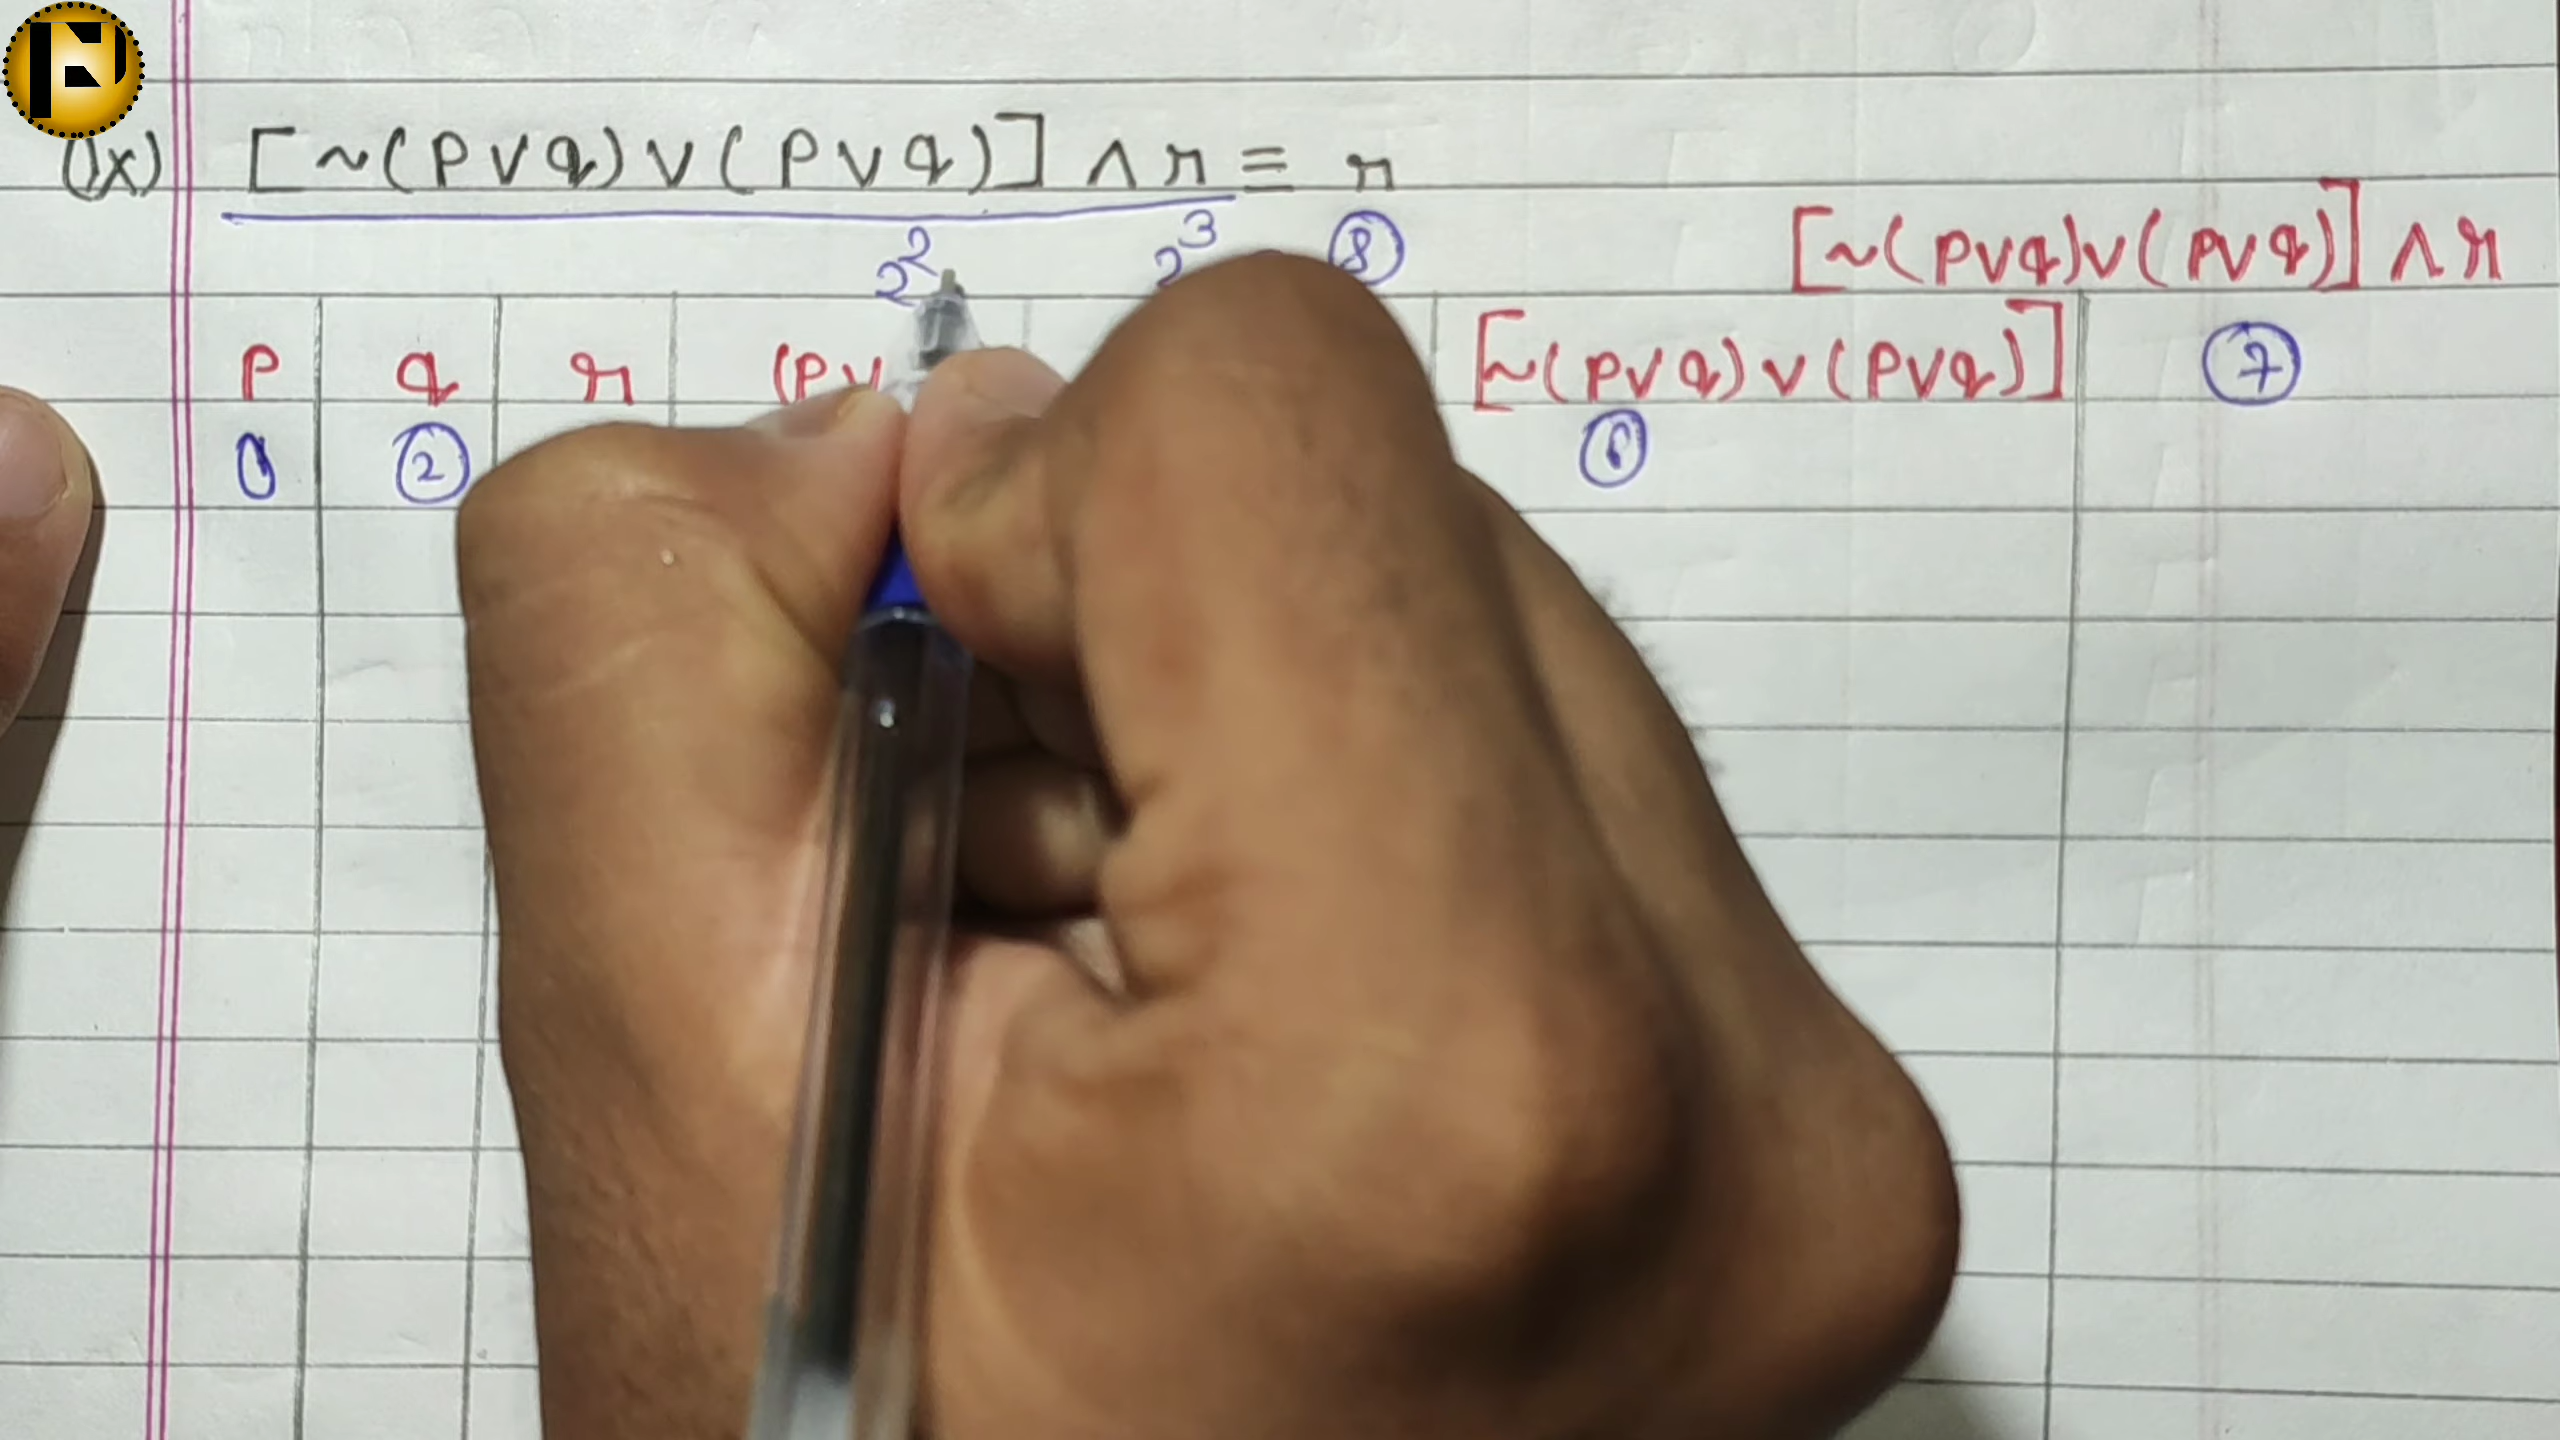 (ix) [~(p∨q)∨(p∨q)] ∧ r ≡ r
2² 2³ ⑧
[~(p∨q)∨(p∨q)] ∧ r
p q r (p∨ [~(p∨q)∨(p∨q)] ⑦
① ② ⑥